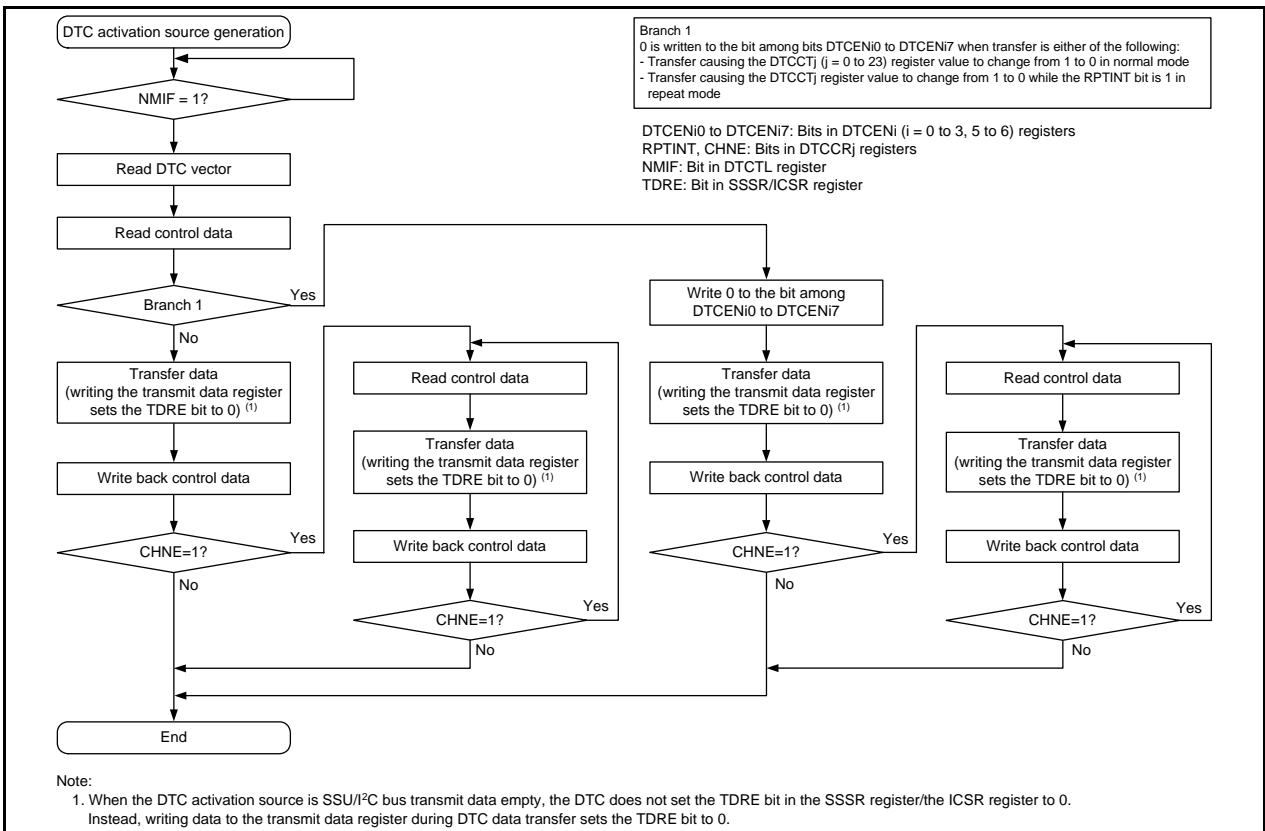 DTC activation source generation
NMIF = 1?
Read DTC vector
Read control data
Branch 1
Yes
No
Transfer data
(writing the transmit data register
sets the TDRE bit to 0) (1)
Write back control data
CHNE=1?
Yes
No
Read control data
Transfer data
(writing the transmit data register
sets the TDRE bit to 0) (1)
Write back control data
CHNE=1?
Yes
No
End
Branch 1
0 is written to the bit among bits DTCENi0 to DTCENi7 when transfer is either of the following:
- Transfer causing the DTCCTj (j = 0 to 23) register value to change from 1 to 0 in normal mode
- Transfer causing the DTCCTj register value to change from 1 to 0 while the RPTINT bit is 1 in
repeat mode
DTCENi0 to DTCENi7: Bits in DTCENi (i = 0 to 3, 5 to 6) registers
RPTINT, CHNE: Bits in DTCCRj registers
NMIF: Bit in DTCTL register
TDRE: Bit in SSSR/ICSR register
Write 0 to the bit among
DTCENi0 to DTCENi7
Transfer data
(writing the transmit data register
sets the TDRE bit to 0) (1)
Write back control data
CHNE=1?
Yes
No
Read control data
Transfer data
(writing the transmit data register
sets the TDRE bit to 0) (1)
Write back control data
CHNE=1?
Yes
No
Note:
1. When the DTC activation source is SSU/I²C bus transmit data empty, the DTC does not set the TDRE bit in the SSSR register/the ICSR register to 0.
Instead, writing data to the transmit data register during DTC data transfer sets the TDRE bit to 0.